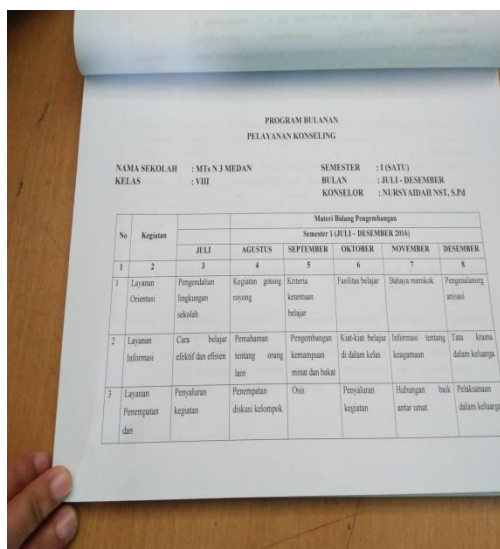 PROGRAM BULANAN
PELAYANAN KONSELING
NAMA SEKOLAH : MTs N 3 MEDAN SEMESTER : I (SATU)
KELAS : VIII BULAN : JULI - DESEMBER
KONSELOR : NURSYAIDAH NST, S.Pd
Materi Bidang Pengembangan
No Kegiatan Semester 1 (JULI – DESEMBER 2016)
JULI AGUSTUS SEPTEMBER OKTOBER NOVEMBER DESEMBER
1 2 3 4 5 6 7 8
1 Layanan Pengendalian Kegiatan gotong Kriteria Fasilitas belajar Bahaya merokok
Orientasi lingkungan royong ketentuan anisasi
sekolah belajar
2 Layanan Cara belajar Pemahaman Pengembangan Kiat-kiat belajar Informasi tentang Tata krama
Informasi efektif dan efisien tentang orang kemampuan di dalam kelas keagamaan dalam keluarga
lain minat dan bakat
3 Layanan Penyaluran Penempatan Osis Penyaluran Hubungan baik Pelaksanaan
Penempatan kegiatan diskusi kelompok kegiatan antar umat dalam keluarga
dan